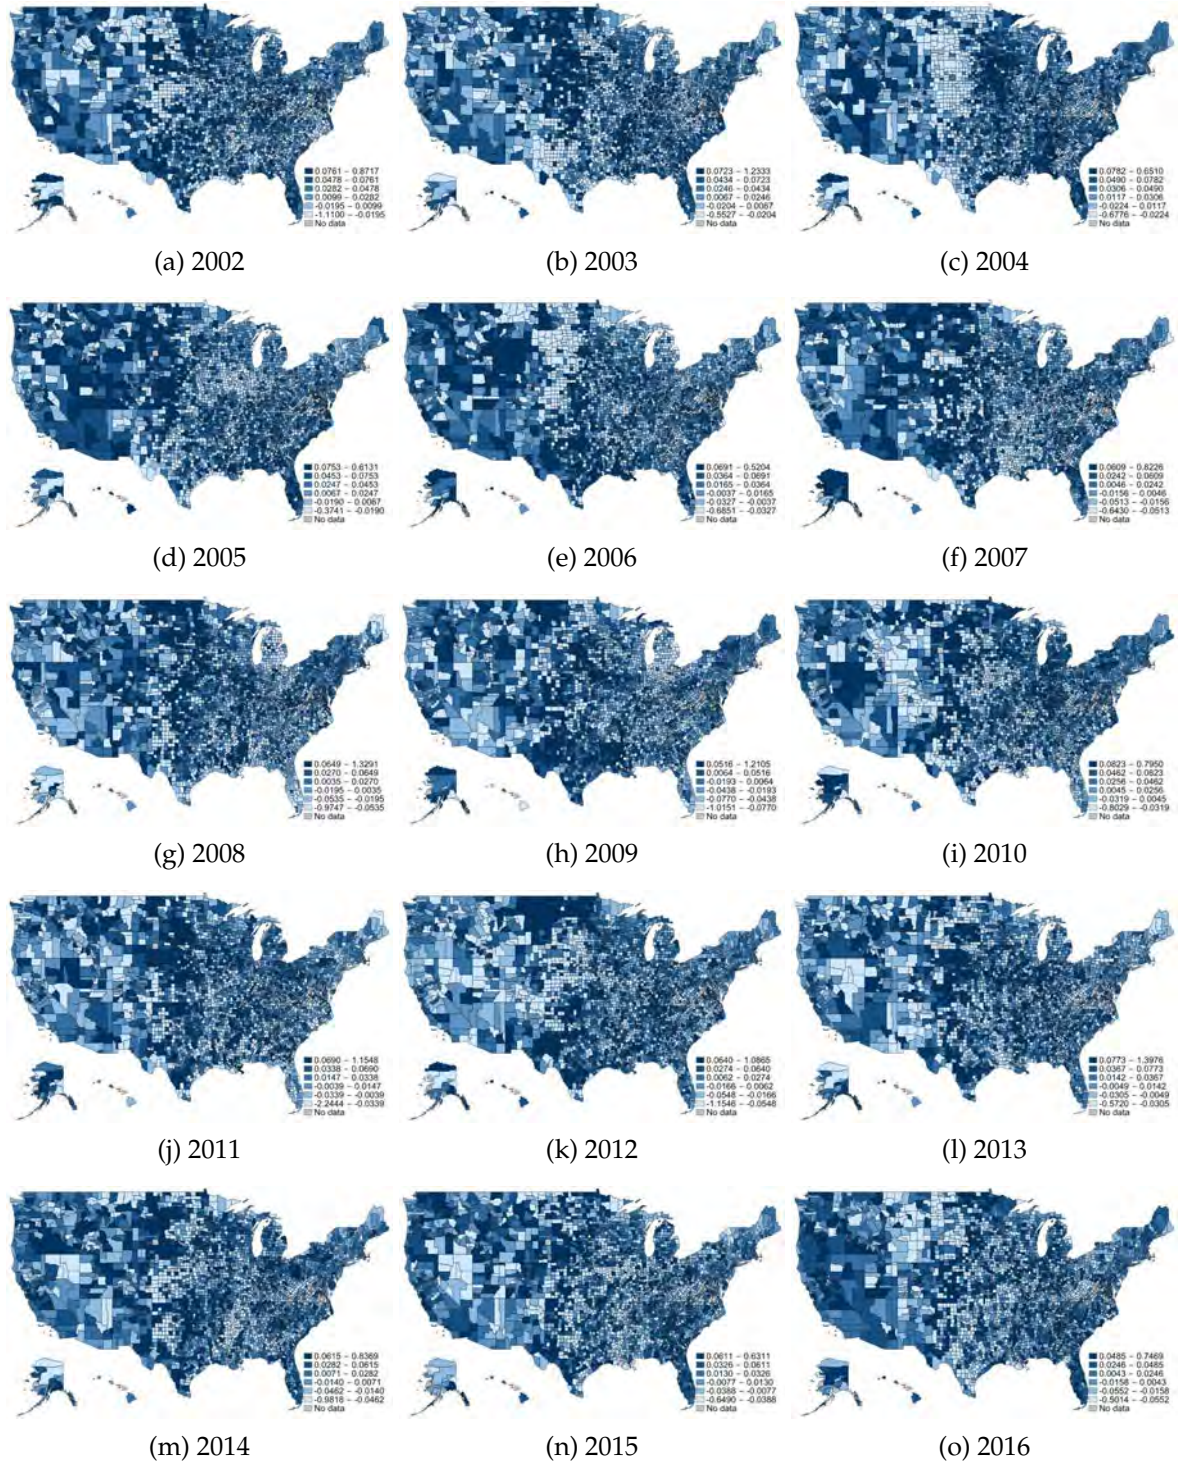 0.0761 – 0.8717
0.0478 – 0.0761
0.0282 – 0.0478
0.0099 – 0.0282
-0.0195 – 0.0099
-1.1100 – -0.0195
No data
(a) 2002
0.0723 – 1.2333
0.0434 – 0.0723
0.0246 – 0.0434
0.0067 – 0.0246
-0.0204 – 0.0067
-0.5527 – -0.0204
No data
(b) 2003
0.0782 – 0.6510
0.0490 – 0.0782
0.0306 – 0.0490
0.0117 – 0.0306
-0.0224 – 0.0117
-0.6776 – -0.0224
No data
(c) 2004
0.0753 – 0.6131
0.0453 – 0.0753
0.0247 – 0.0453
0.0067 – 0.0247
-0.0190 – 0.0067
-0.3741 – -0.0190
No data
(d) 2005
0.0691 – 0.5204
0.0364 – 0.0691
0.0165 – 0.0364
-0.0037 – 0.0165
-0.0327 – -0.0037
-0.6851 – -0.0327
No data
(e) 2006
0.0609 – 0.8226
0.0242 – 0.0609
0.0046 – 0.0242
-0.0156 – 0.0046
-0.0513 – -0.0156
-0.6430 – -0.0513
No data
(f) 2007
0.0649 – 1.3291
0.0270 – 0.0649
0.0035 – 0.0270
-0.0195 – 0.0035
-0.0535 – -0.0195
-0.9747 – -0.0535
No data
(g) 2008
0.0516 – 1.2105
0.0064 – 0.0516
-0.0193 – 0.0064
-0.0438 – -0.0193
-0.0770 – -0.0438
-1.0151 – -0.0770
No data
(h) 2009
0.0823 – 0.7950
0.0462 – 0.0823
0.0256 – 0.0462
0.0045 – 0.0256
-0.0319 – 0.0045
-0.8029 – -0.0319
No data
(i) 2010
0.0690 – 1.1548
0.0338 – 0.0690
0.0147 – 0.0338
-0.0039 – 0.0147
-0.0339 – -0.0039
-2.2444 – -0.0339
No data
(j) 2011
0.0640 – 1.0865
0.0274 – 0.0640
0.0062 – 0.0274
-0.0166 – 0.0062
-0.0548 – -0.0166
-1.1546 – -0.0548
No data
(k) 2012
0.0773 – 1.3976
0.0367 – 0.0773
0.0142 – 0.0367
-0.0049 – 0.0142
-0.0305 – -0.0049
-0.5720 – -0.0305
No data
(l) 2013
0.0615 – 0.8369
0.0282 – 0.0615
0.0071 – 0.0282
-0.0140 – 0.0071
-0.0462 – -0.0140
-0.9818 – -0.0462
No data
(m) 2014
0.0611 – 0.6311
0.0326 – 0.0611
0.0130 – 0.0326
-0.0077 – 0.0130
-0.0388 – -0.0077
-0.6490 – -0.0388
No data
(n) 2015
0.0485 – 0.7469
0.0246 – 0.0485
0.0043 – 0.0246
-0.0158 – 0.0043
-0.0552 – -0.0158
-0.5014 – -0.0552
No data
(o) 2016